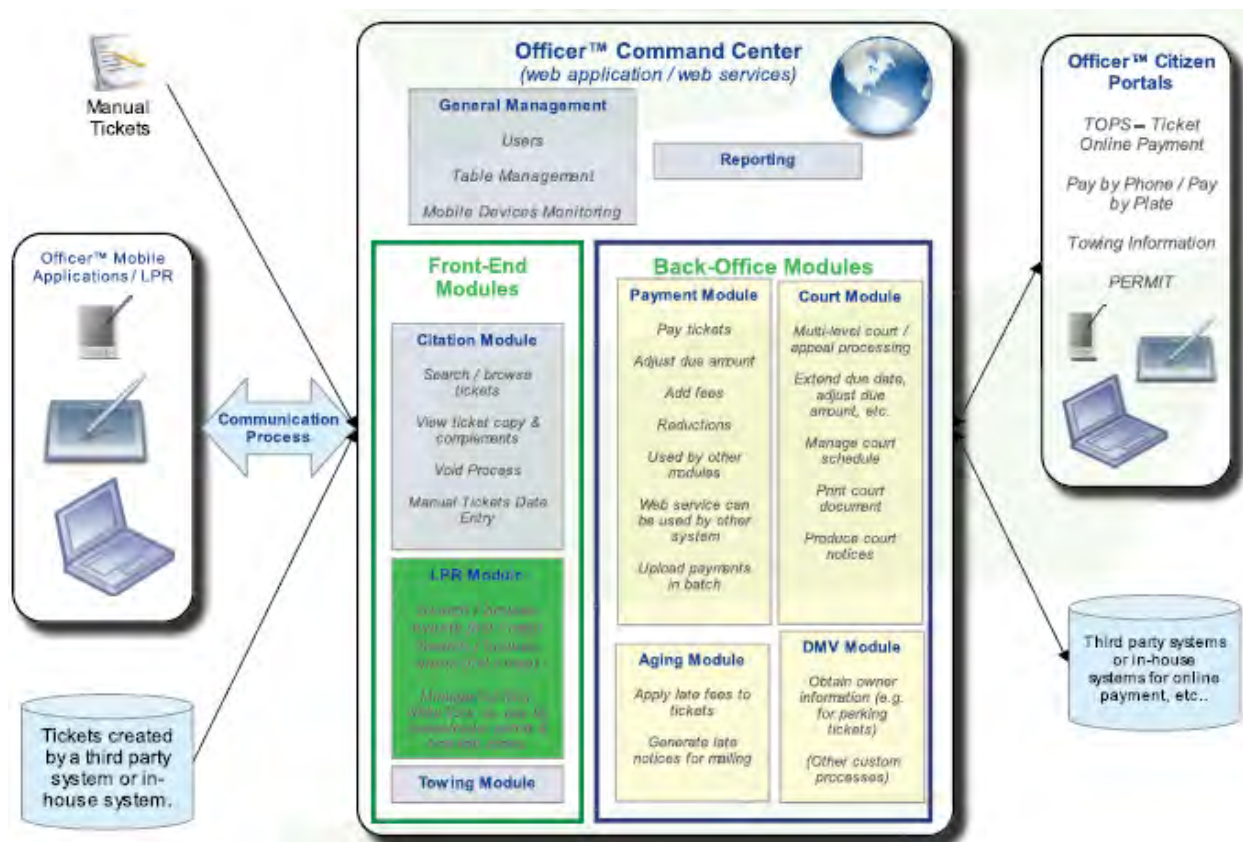 Manual
Tickets
Officer™ Mobile
Applications / LPR
Communication
Process
Tickets created
by a third party
system or in-
house system.
Officer™ Command Center
(web application / web services)
General Management
Users
Table Management
Mobile Devices Monitoring
Reporting
Front-End
Modules
Citation Module
Search / browse
tickets
View ticket copy &
complements
Void Process
Manual Tickets Data
Entry
LPR Module
Towing Module
Back-Office Modules
Payment Module
Pay tickets
Adjust due amount
Add fees
Reductions
Used by other
modules
Web service can
be used by other
system
Upload payments
in batch
Court Module
Multi-level court /
appeal processing
Extend due date,
adjust due
amount, etc.
Manage court
schedule
Print court
document
Produce court
notices
Aging Module
Apply late fees to
tickets
Generate late
notices for mailing
DMV Module
Obtain owner
information (e.g.
for parking
tickets)
(Other custom
processes)
Officer™ Citizen
Portals
TOPS – Ticket
Online Payment
Pay by Phone / Pay
by Plate
Towing Information
PERMIT
Third party systems
or in-house
systems for online
payment, etc..